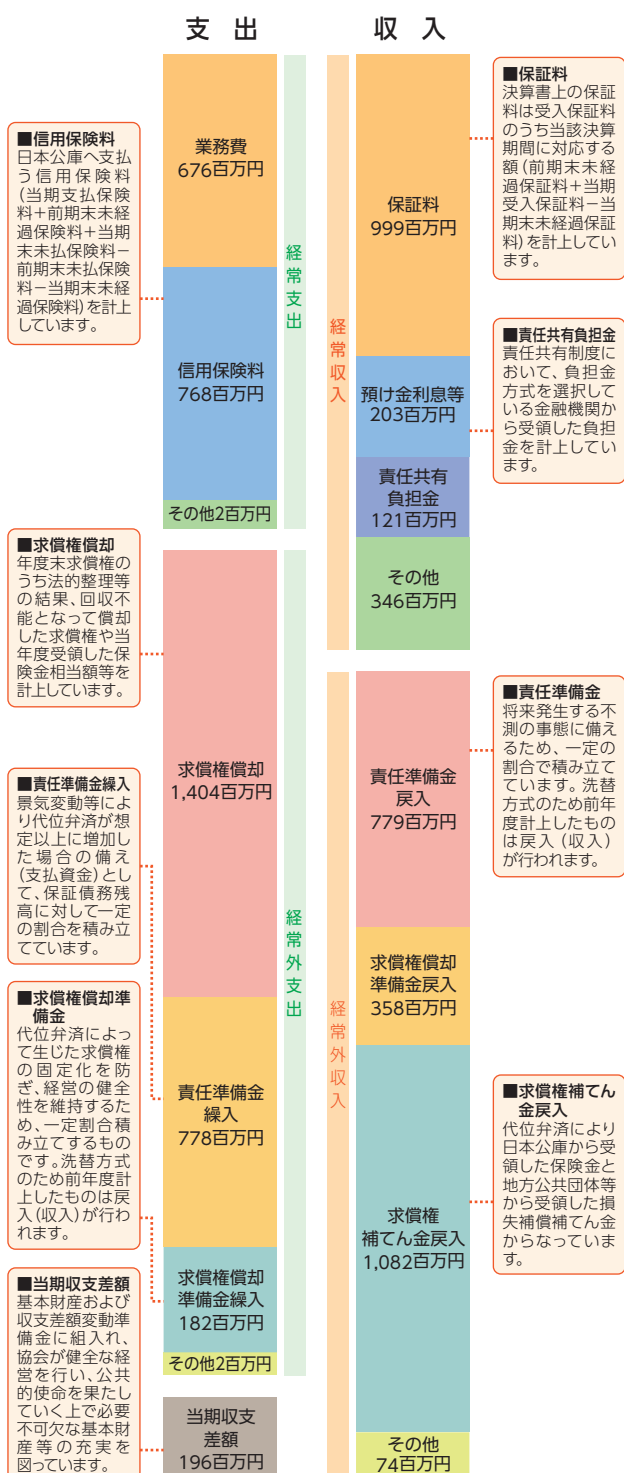 支 出
収 入
■信用保険料
日本公庫へ支払
う信用保険料
(当期支払保険
料+前期末未経
過保険料+当期
末未払保険料−
前期末未払保険
料−当期末未経
過保険料)を計上
しています。
■求償権償却
年度末求償権の
うち法的整理等
の結果、回収不
能となって償却
した求償権や当
年度受領した保
険金相当額等を
計上しています。
■責任準備金繰入
景気変動等によ
り代位弁済が想
定以上に増加し
た場合の備え
(支払資金)とし
て、保証債務残
高に対して一定
の割合を積み立
てています。
■求償権償却準
備金
代位弁済によって
生じた求償権
の固定化を防
ぎ、経営の健全
性を維持するた
め、一定割合積
み立てするもの
です。洗替方式
のため前年度計
上したものは戻
入(収入)が行わ
れます。
■当期収支差額
基本財産および
収支差額変動準
備金に組入れ、
協会が健全な経
営を行い、公共
的使命を果たし
ていく上で必要
不可欠な基本財
産等の充実を
図っています。
業務費
676百万円
信用保険料
768百万円
その他2百万円
経常支出
求償権償却
1,404百万円
責任準備金
繰入
778百万円
求償権償却
準備金繰入
182百万円
その他2百万円
経常外支出
当期収支
差額
196百万円
経常収入
保証料
999百万円
預け金利息等
203百万円
責任共有
負担金
121百万円
その他
346百万円
経常外収入
責任準備金
戻入
779百万円
求償権償却
準備金戻入
358百万円
求償権
補てん金戻入
1,082百万円
その他
74百万円
■保証料
決算書上の保証
料は受入保証料
のうち当該決算
期間に対応する
額(前期末未経
過保証料+当期
受入保証料−当
期末未経過保証
料)を計上してい
ます。
■責任共有負担金
責任共有制度に
おいて、負担金
方式を選択して
いる金融機関か
ら受領した負担
金を計上してい
ます。
■責任準備金
将来発生する不
測の事態に備え
るため、一定の
割合で積み立て
ています。洗替
方式のため前年
度計上したもの
は戻入(収入)
が行われます。
■求償権補てん
金戻入
代位弁済により
日本公庫から受
領した保険金と
地方公共団体等
から受領した損
失補償補てん金
からなっていま
す。